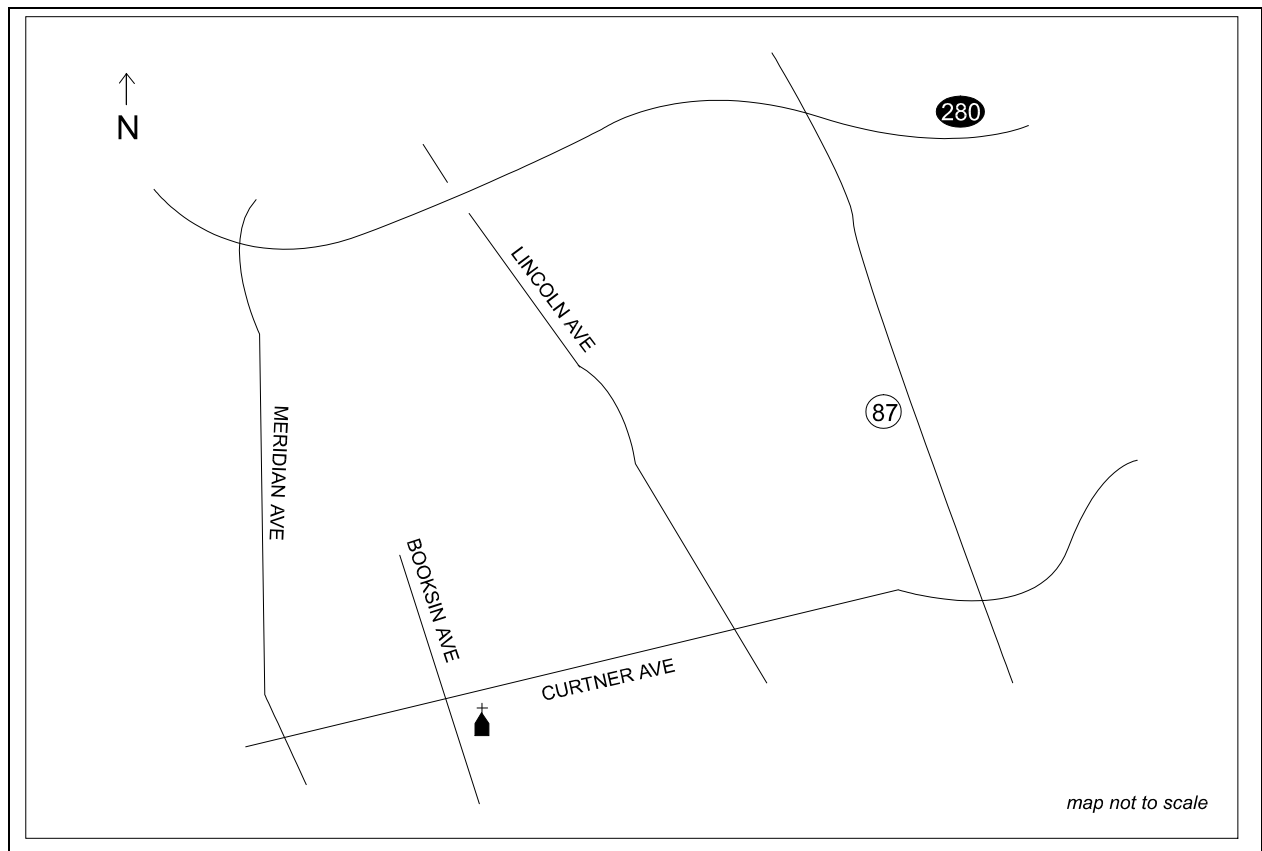 280
N
LINCOLN AVE
87
MERIDIAN AVE
BOOKSIN AVE
CURTNER AVE
map not to scale